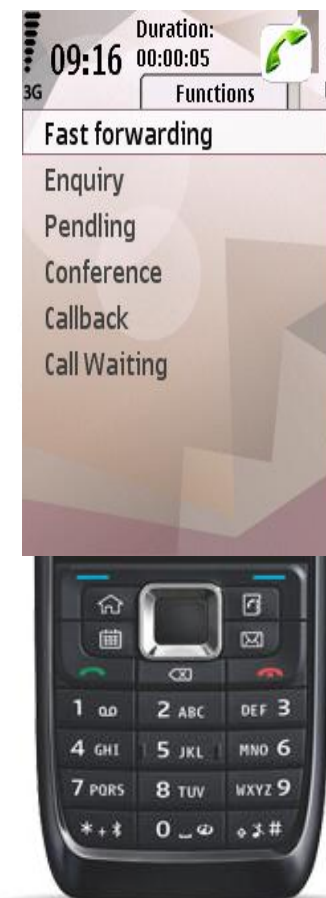 Duration:
09:16 00:00:05
3G
Functions
Fast forwarding
Enquiry
Pendling
Conference
Callback
Call Waiting
1
2 ABC
DEF 3
4 GHI
5 JKL
MNO 6
7 PQRS
8 TUV
WXYZ 9
* +
0
#